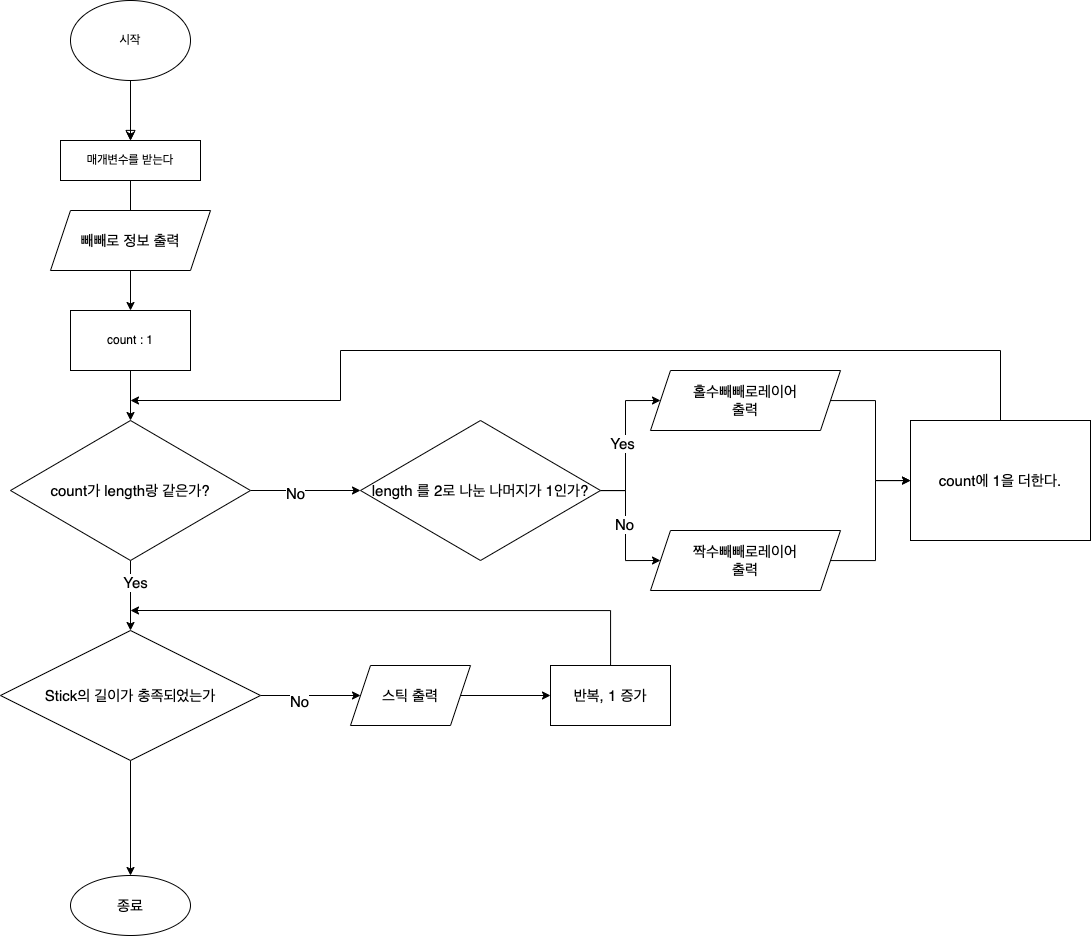 시작
매개변수를 받는다
빼빼로 정보 출력
count : 1
count가 length랑 같은가?
No
length 를 2로 나눈 나머지가 1인가?
Yes
홀수빼빼로레이어
출력
No
짝수빼빼로레이어
출력
count에 1을 더한다.
Yes
Stick의 길이가 충족되었는가
No
스틱 출력
반복, 1 증가
종료